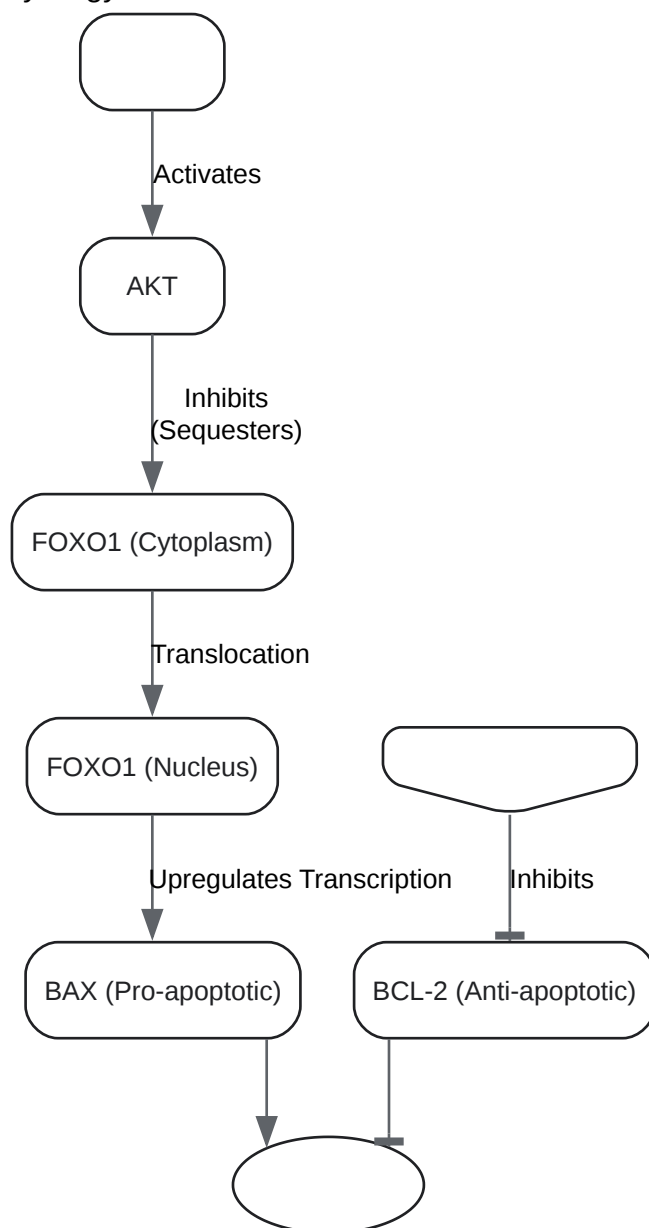 Activates
AKT
Inhibits
(Sequesters)
FOXO1 (Cytoplasm)
Translocation
FOXO1 (Nucleus)
Upregulates Transcription
Inhibits
BAX (Pro-apoptotic)
BCL-2 (Anti-apoptotic)